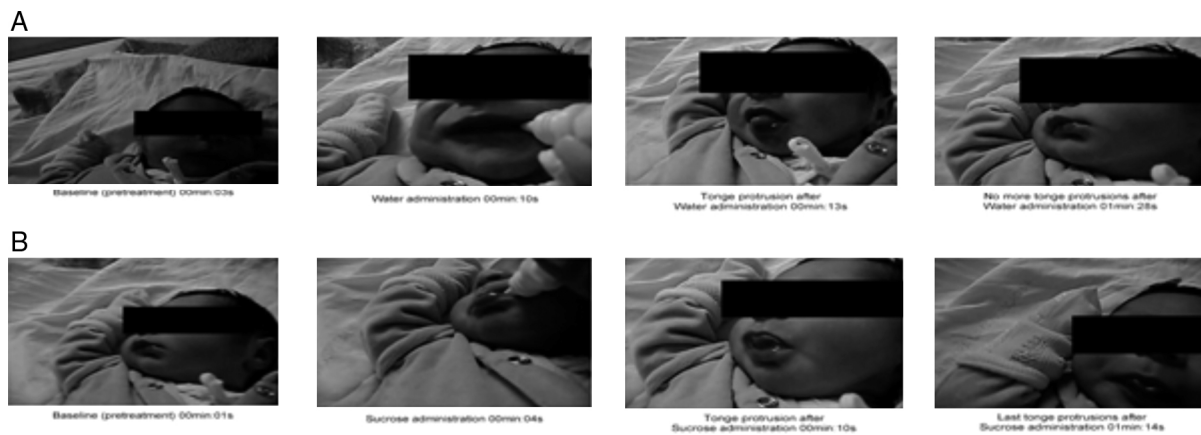 A
Baseline (pretreatment) 00min:03s
Water administration 00min:10s
Tonge protrusion after
Water administration 00min:13s
No more tonge protrusions after
Water administration 01min:28s
B
Baseline (pretreatment) 00min:01s
Sucrose administration 00min:04s
Tonge protrusion after
Sucrose administration 00min:10s
Last tonge protrusions after
Sucrose administration 01min:14s